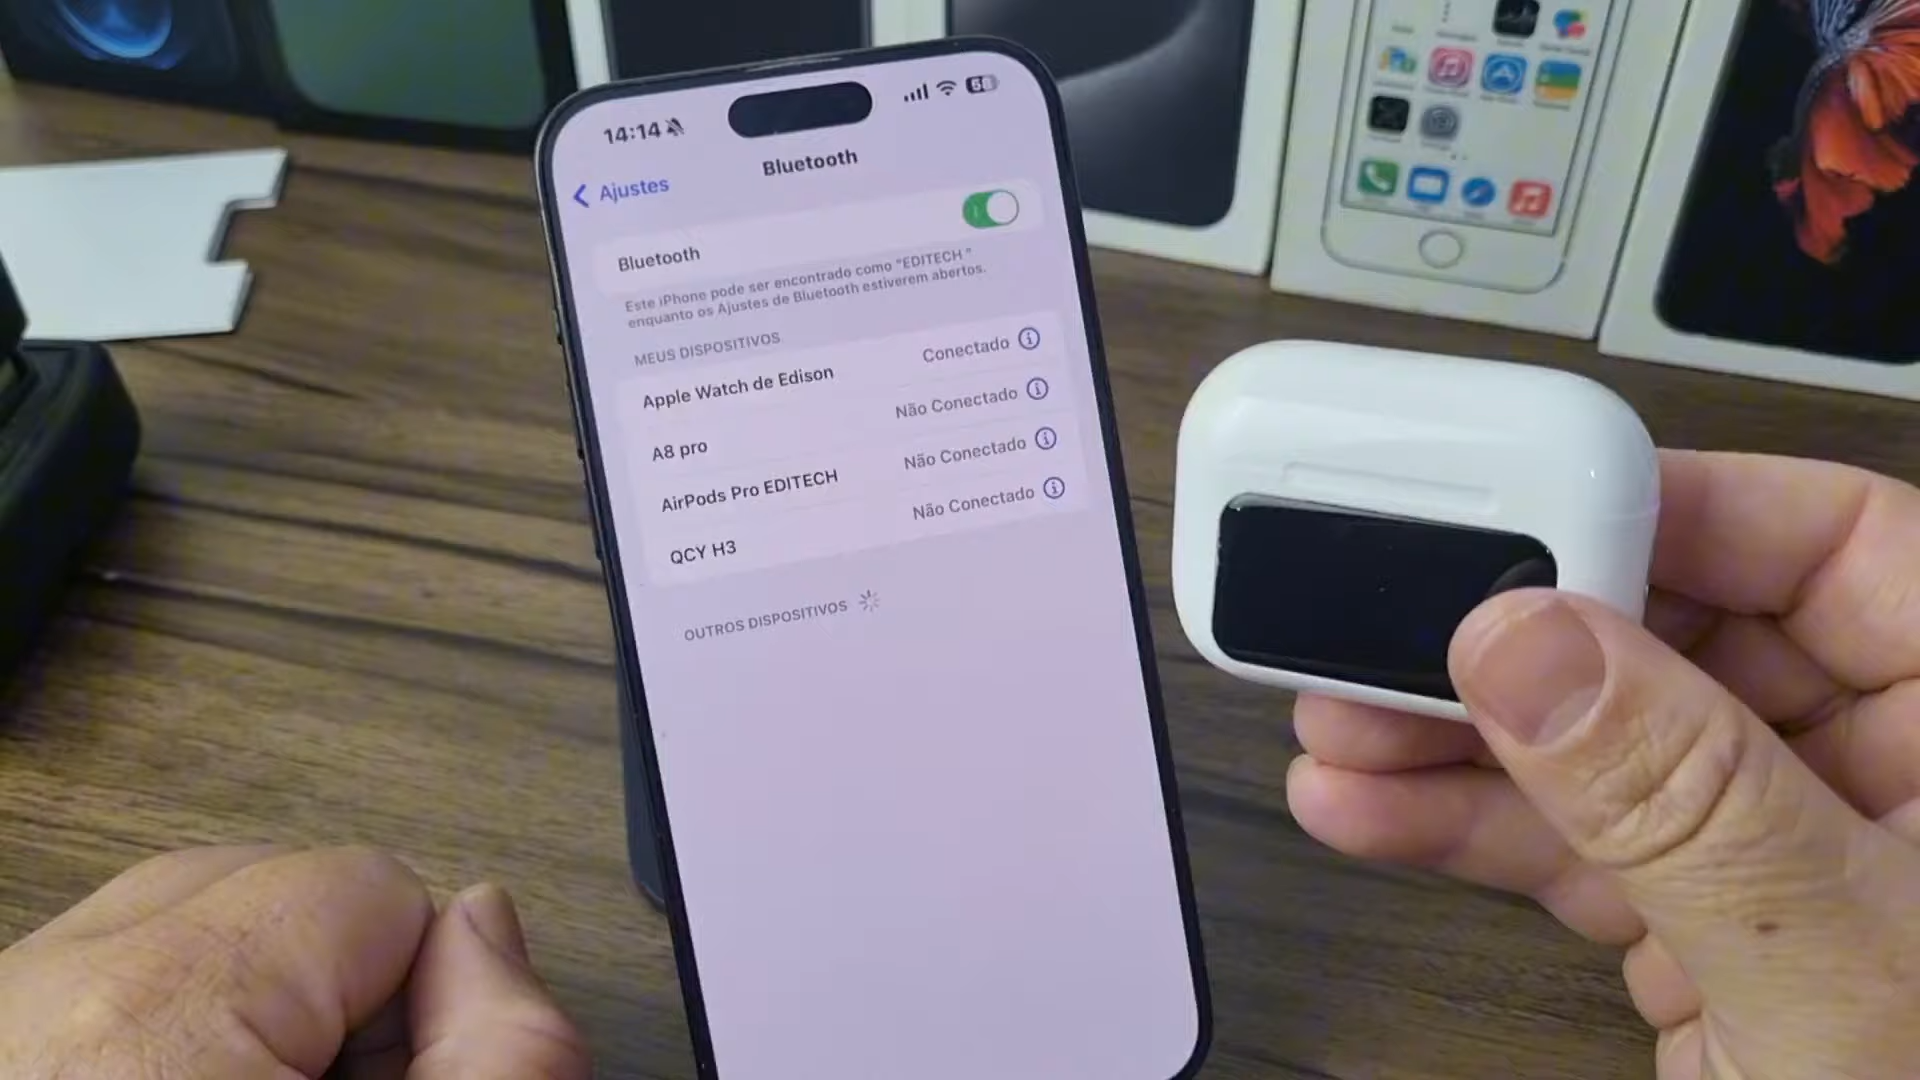 14:14
58
Ajustes
Bluetooth
Bluetooth
Este iPhone pode ser encontrado como "EDITECH "
enquanto os Ajustes de Bluetooth estiverem abertos.
MEUS DISPOSITIVOS
Apple Watch de Edison Conectado
A8 pro Não Conectado
AirPods Pro EDITECH Não Conectado
QCY H3 Não Conectado
OUTROS DISPOSITIVOS